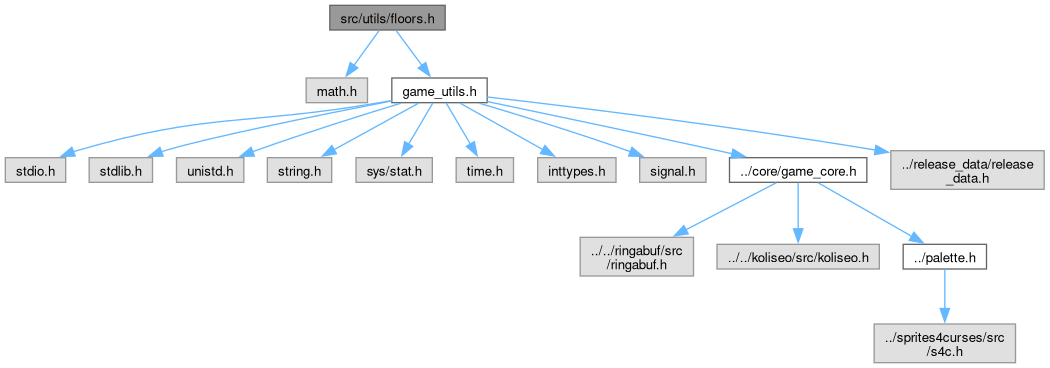 src/utils/floors.h
math.h
game_utils.h
stdio.h
stdlib.h
unistd.h
string.h
sys/stat.h
time.h
inttypes.h
signal.h
../core/game_core.h
../release_data/release
_data.h
../../ringabuf/src
/ringabuf.h
../../koliseo/src/koliseo.h
../palette.h
../sprites4curses/src
/s4c.h